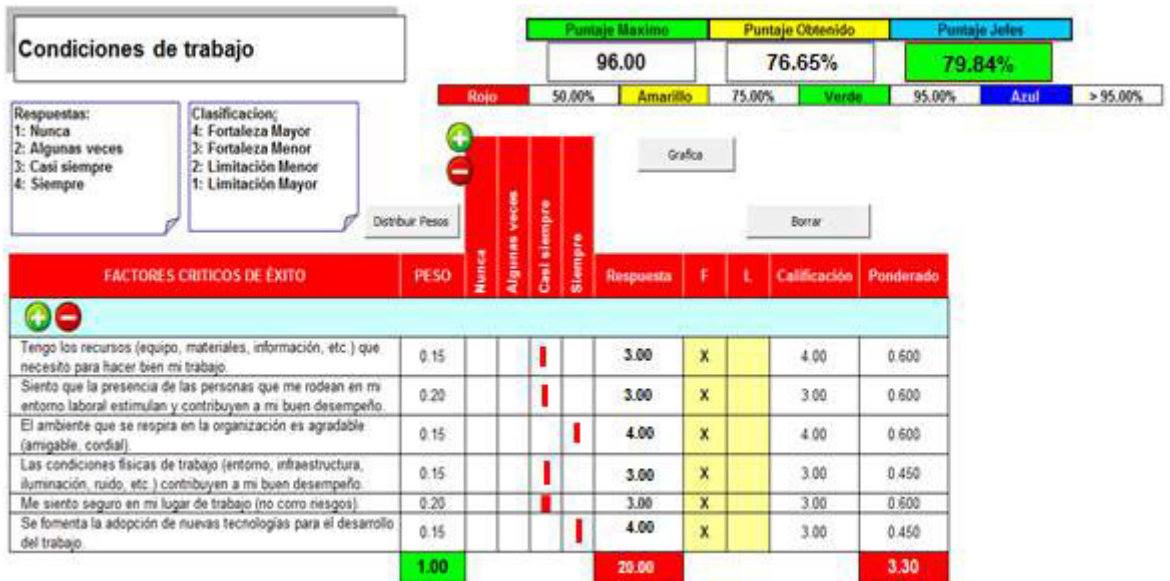 Condiciones de trabajo
Puntaje Maximo Puntaje Obtenido Puntaje Jefes
96.00 76.65% 79.84%
Rojo 50.00% Amarillo 75.00% Verde 95.00% Azul > 95.00%
Respuestas:
1: Nunca
2: Algunas veces
3: Casi siempre
4: Siempre
Clasificacion;
4: Fortaleza Mayor
3: Fortaleza Menor
2: Limitación Menor
1: Limitación Mayor
Grafica
Distribuir Pesos
Borrar
FACTORES CRITICOS DE ÉXITO PESO Nunca Algunas veces Casi siempre Siempre Respuesta F L Calificación Ponderado
Tengo los recursos (equipo, materiales, información, etc.) que
necesito para hacer bien mi trabajo. 0.15 3.00 X 4.00 0.600
Siento que la presencia de las personas que me rodean en mi
entorno laboral estimulan y contribuyen a mi buen desempeño. 0.20 3.00 X 3.00 0.600
El ambiente que se respira en la organización es agradable
(amigable, cordial). 0.15 4.00 X 4.00 0.600
Las condiciones físicas de trabajo (entorno, infraestructura,
iluminación, ruido, etc.) contribuyen a mi buen desempeño. 0.15 3.00 X 3.00 0.450
Me siento seguro en mi lugar de trabajo (no corro riesgos). 0.20 3.00 X 3.00 0.600
Se fomenta la adopción de nuevas tecnologías para el desarrollo
del trabajo. 0.15 4.00 X 3.00 0.450
1.00 20.00 3.30